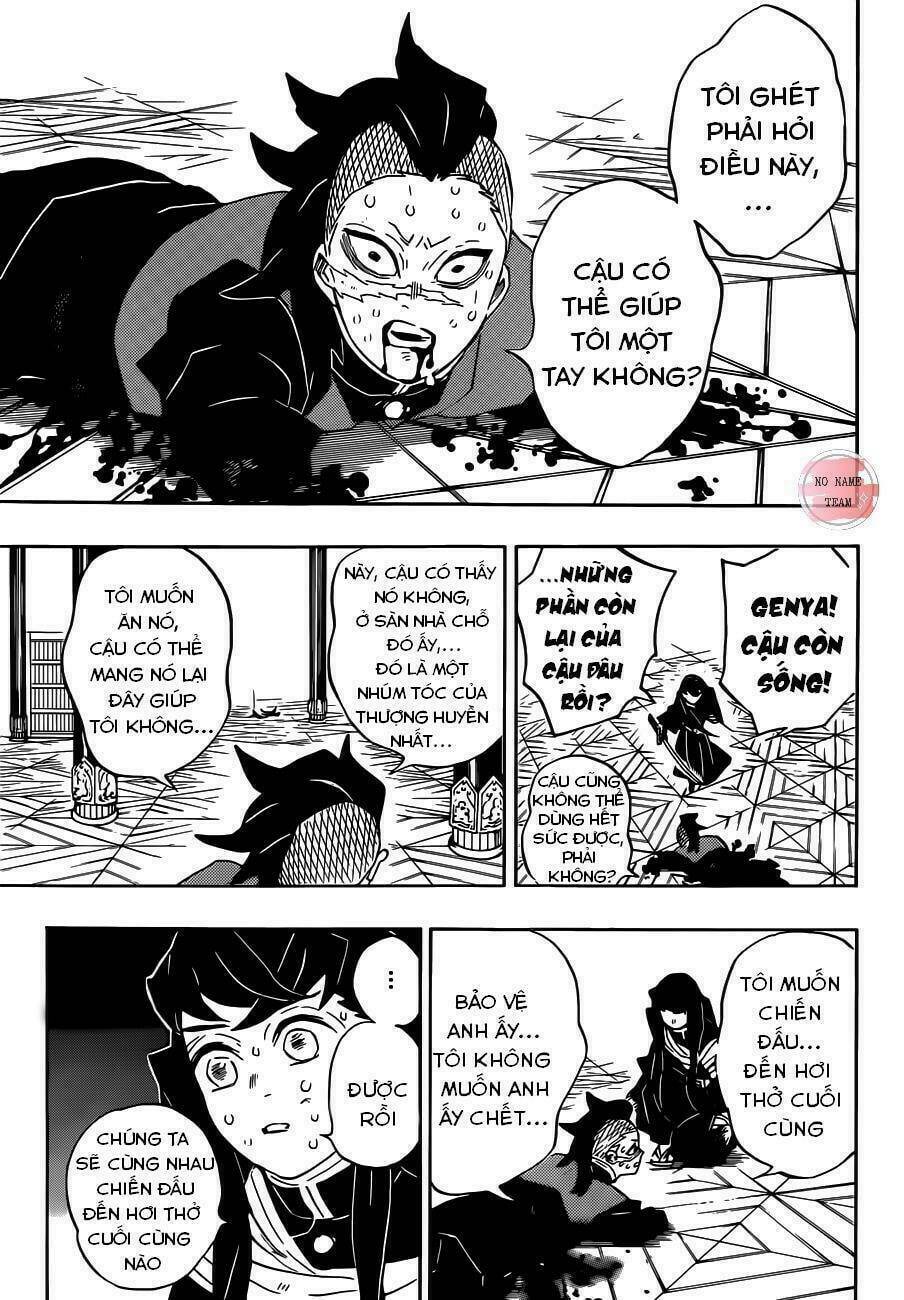 TÔI GHÉT
PHẢI HỎI
ĐIỀU NÀY,
...
CẬU CÓ
THỂ GIÚP
TÔI MỘT
TAY KHÔNG?
NO NAME
TEAM
GENYA!
CẬU CÒN
SỐNG!
...NHỮNG
PHẦN CÒN
LẠI CỦA
CẬU ĐÂU
RỒI?
CẬU CŨNG
KHÔNG THỂ
DÙNG HẾT
SỨC ĐƯỢC,
PHẢI
KHÔNG?
NÀY, CẬU CÓ THẤY
NÓ KHÔNG,
Ở SÀN NHÀ CHỖ
ĐÓ ẤY,...
ĐÓ LÀ MỘT
NHÚM TÓC CỦA
THƯỢNG HUYỀN
NHẤT...
TÔI MUỐN
ĂN NÓ,
CẬU CÓ THỂ
MANG NÓ LẠI
ĐÂY GIÚP
TÔI KHÔNG...
TÔI MUỐN
CHIẾN
ĐẤU...
ĐẾN HƠI
THỞ CUỐI
CÙNG
BẢO VỆ
ANH ẤY...
TÔI KHÔNG
MUỐN ANH
ẤY CHẾT...
...
ĐƯỢC
RỒI
CHÚNG TA
SẼ CÙNG NHAU
CHIẾN ĐẤU
ĐẾN HƠI THỞ
CUỐI CÙNG
NÀO